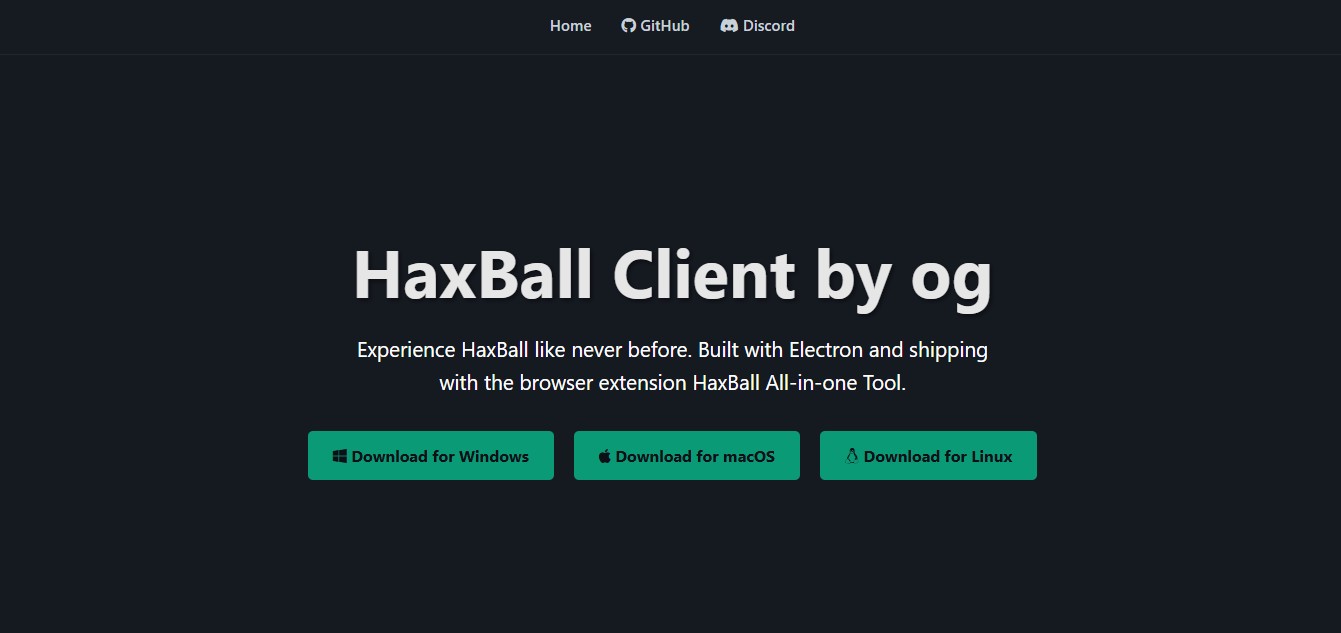 Home GitHub Discord
HaxBall Client by og
Experience HaxBall like never before. Built with Electron and shipping
with the browser extension HaxBall All-in-one Tool.
Download for Windows Download for macOS Download for Linux